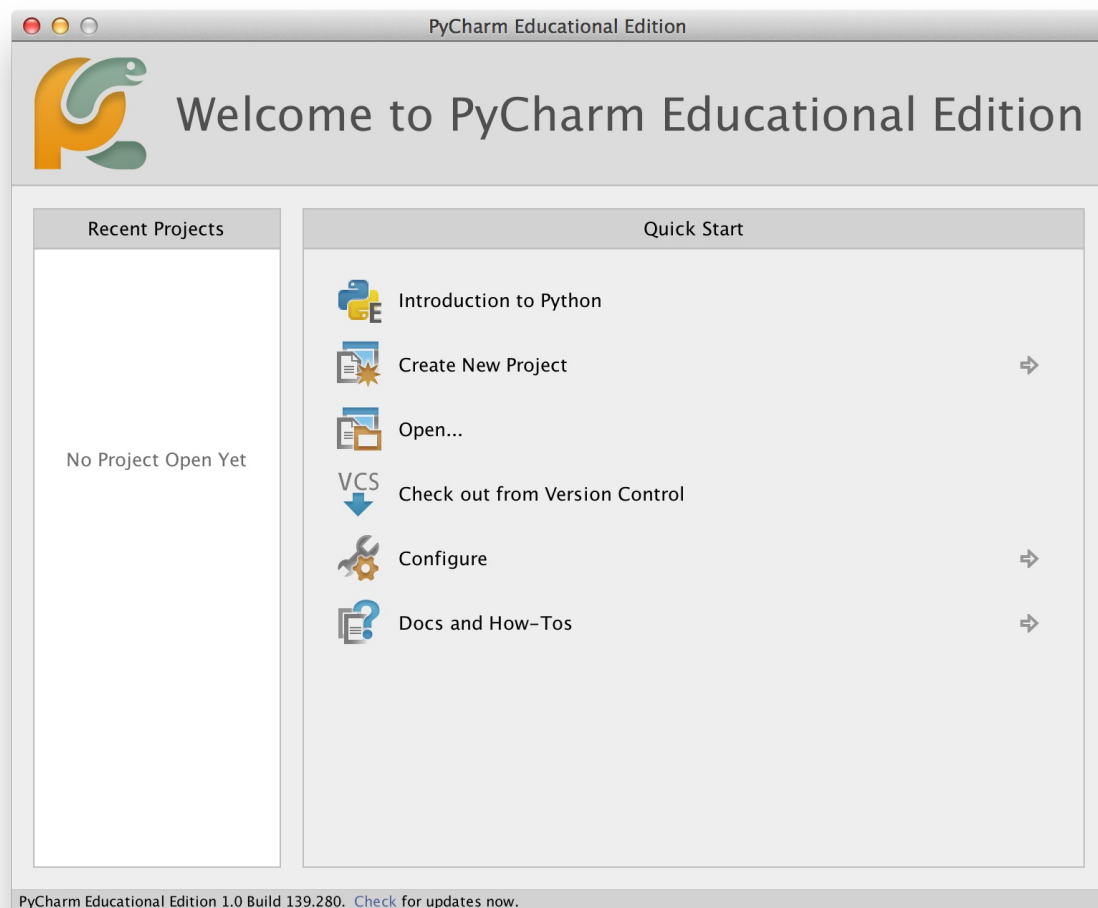 PyCharm Educational Edition
Welcome to PyCharm Educational Edition
Recent Projects
No Project Open Yet
Quick Start
E
Introduction to Python
Create New Project
Open...
VCS
Check out from Version Control
Configure
?
Docs and How-Tos
PyCharm Educational Edition 1.0 Build 139.280. Check for updates now.